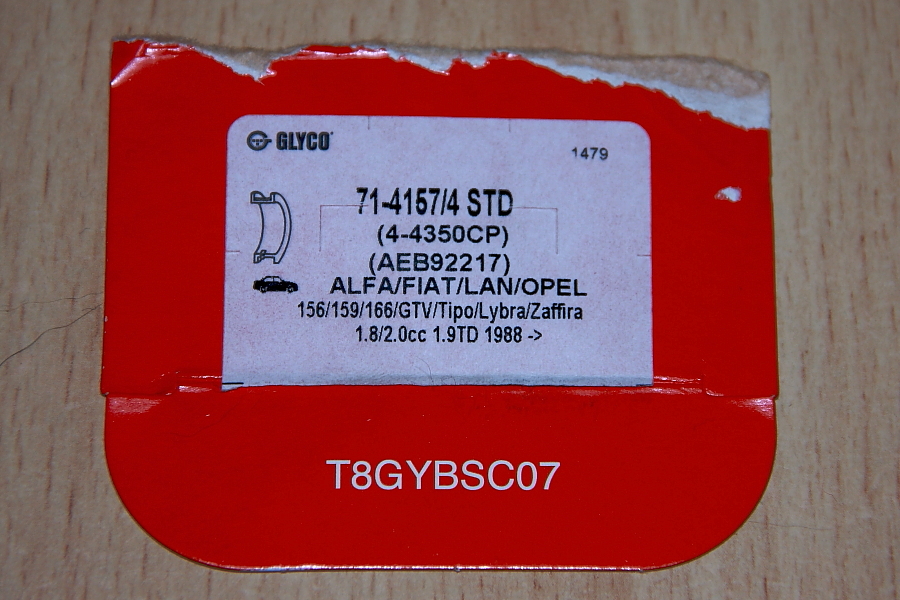 GLYCO
1479
71-4157/4 STD
(4-4350CP)
(AEB92217)
ALFA/FIAT/LAN/OPEL
156/159/166/GTV/Tipo/Lybra/Zaffira
1.8/2.0cc 1.9TD 1988 ->
T8GYBSC07